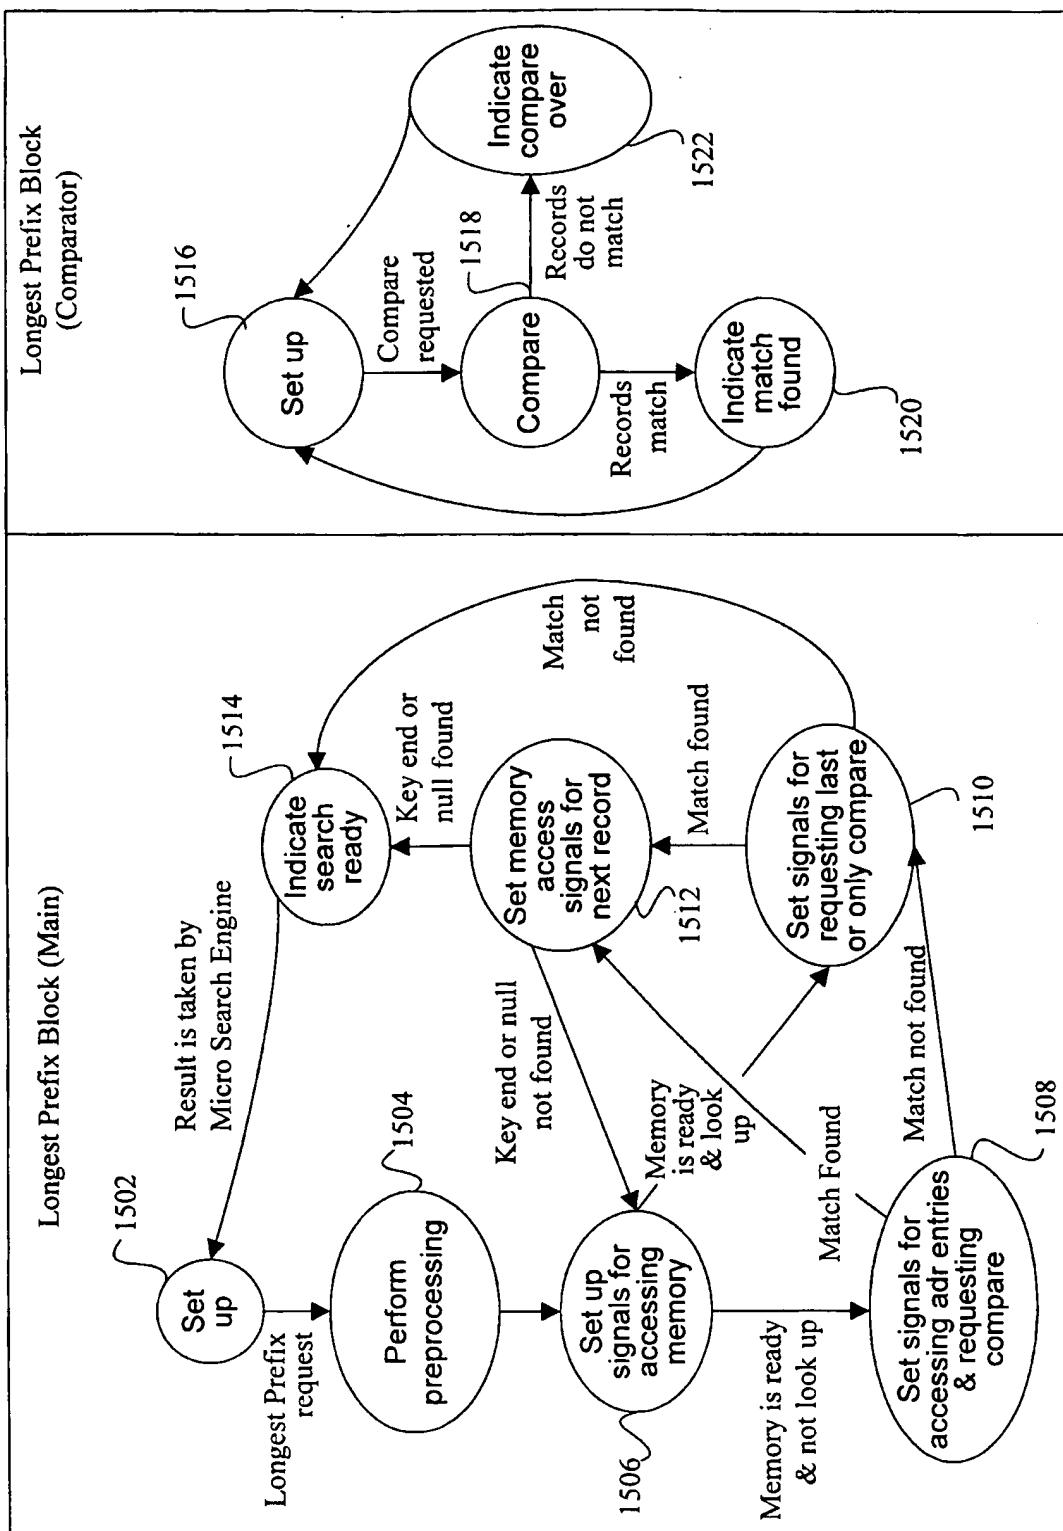 Longest Prefix Block (Main)
1502
Set
up
Longest Prefix
request
Result is taken by
Micro Search Engine
1504
Perform
preprocessing
1514
Indicate
search
ready
Key end or
null found
Match
not
found
Set up
signals for
accessing
memory
1506
Key end or null
not found
Set memory
access
signals for
next record
1512
Memory
is ready
& look
up
Match found
Memory is ready
& not look up
Match Found
Set signals for
requesting last
or only compare
1510
Set signals for
accessing adr entries
& requesting
compare
1508
Match not found
Longest Prefix Block
(Comparator)
1516
Set up
Compare
requested
Indicate
compare
over
1522
1518
Compare
Records
do not
match
Records
match
Indicate
match
found
1520